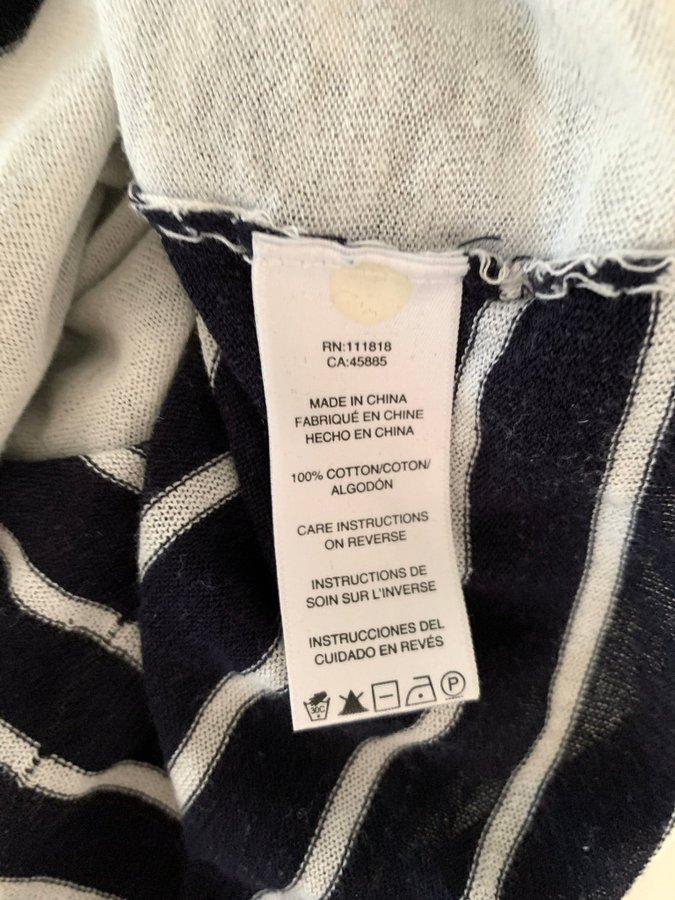 RN:111818
CA:45885
MADE IN CHINA
FABRIQUÉ EN CHINE
HECHO EN CHINA
100% COTTON/COTON/
ALGODÓN
CARE INSTRUCTIONS
ON REVERSE
INSTRUCTIONS DE
SOIN SUR L'INVERSE
INSTRUCCIONES DEL
CUIDADO EN REVÉS
30C P